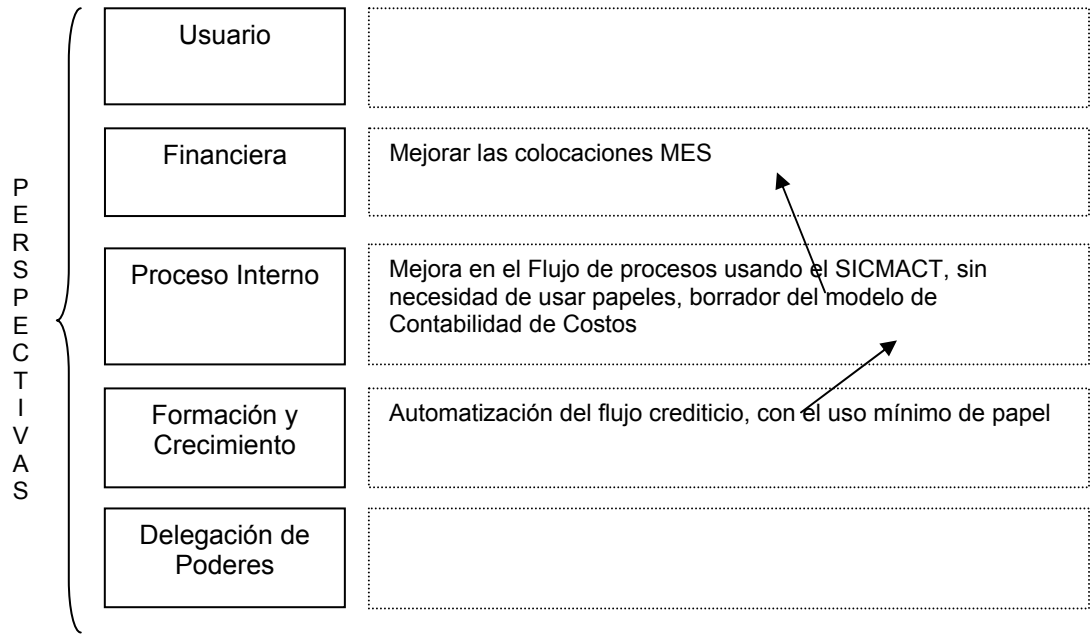 PERSPECTIVAS
Usuario
Financiera
Mejorar las colocaciones MES
Proceso Interno
Mejora en el Flujo de procesos usando el SICMACT, sin
necesidad de usar papeles, borrador del modelo de
Contabilidad de Costos
Formación y
Crecimiento
Automatización del flujo crediticio, con el uso mínimo de papel
Delegación de
Poderes